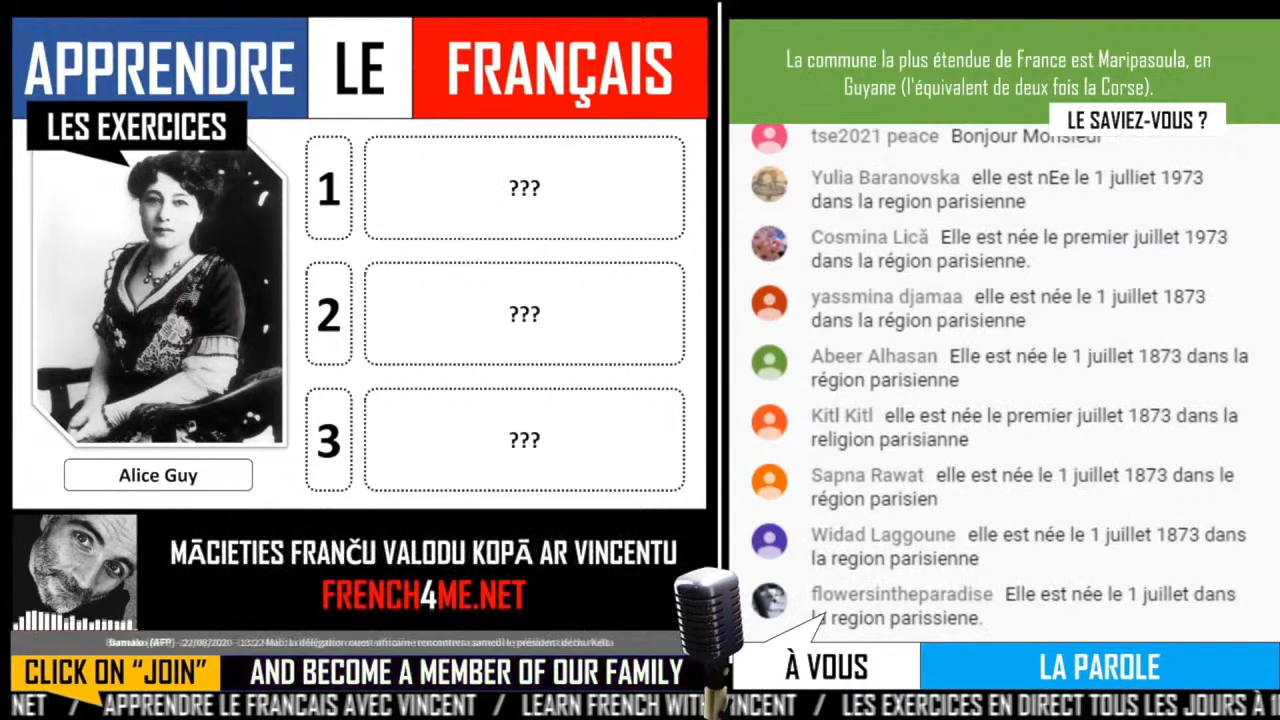 APPRENDRE LE FRANÇAIS
LES EXERCICES
1 ???
2 ???
3 ???
Alice Guy
MĀCIETIES FRANČU VALODU KOPĀ AR VINCENTU
FRENCH4ME.NET
CLICK ON “JOIN” AND BECOME A MEMBER OF OUR FAMILY
La commune la plus étendue de France est Maripasoula, en
Guyane (l'équivalent de deux fois la Corse).
LE SAVIEZ-VOUS ?
tse2021 peace Bonjour Monsieur
Yulia Baranovska elle est nEe le 1 julliet 1973
dans la region parisienne
Cosmina Lică Elle est née le premier juillet 1973
dans la région parisienne.
yassmina djamaa elle est née le 1 juillet 1873
dans la région parisienne
Abeer Alhasan Elle est née le 1 juillet 1873 dans la
région parisienne
Kitl Kitl elle est née le premier juillet 1873 dans la
religion parisianne
Sapna Rawat elle est née le 1 juillet 1873 dans le
région parisien
Widad Laggoune elle est née le 1 juillet 1873 dans
la region parisienne
flowersintheparadise Elle est née le 1 juillet dans
region parissiene.
À VOUS LA PAROLE
NET / APPRENDRE LE FRANCAIS AVEC VINCENT / LEARN FRENCH WITH VINCENT / LES EXERCICES EN DIRECT TOUS LES JOURS À